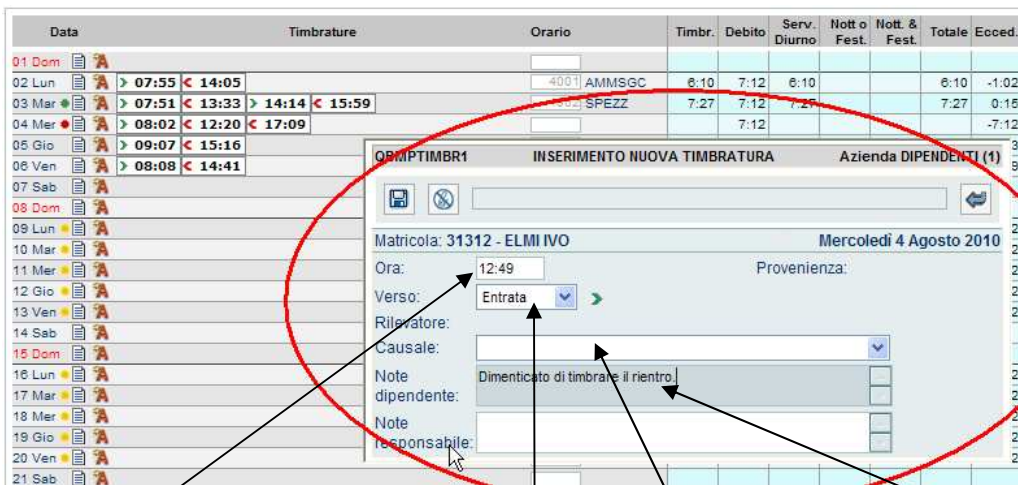 Data Timbrature Orario Timbr. Debito Serv. Diurno Nott o Fest. Nott. & Fest. Totale Ecced.
01 Dom
02 Lun > 07:55 < 14:05 4001 AMMSGC 6:10 7:12 6:10 6:10 -1:02
03 Mar > 07:51 < 13:33 > 14:14 < 15:59 SPEZZ 7:27 7:12 7:27 7:27 0:15
04 Mer > 08:02 < 12:20 < 17:09 7:12 -7:12
05 Gio > 09:07 < 15:16
06 Ven > 08:08 < 14:41
07 Sab
08 Dom
09 Lun
10 Mar
11 Mer
12 Gio
13 Ven
14 Sab
15 Dom
16 Lun
17 Mar
18 Mer
19 Gio
20 Ven
21 Sab
QBMPTIMBR1 INSERIMENTO NUOVA TIMBRATURA Azienda DIPENDENTI (1)
Matricola: 31312 - ELMI IVO Mercoledì 4 Agosto 2010
Ora: 12:49 Provenienza:
Verso: Entrata >
Rilevatore:
Causale:
Note dipendente: Dimenticato di timbrare il rientro.
Note responsabile: